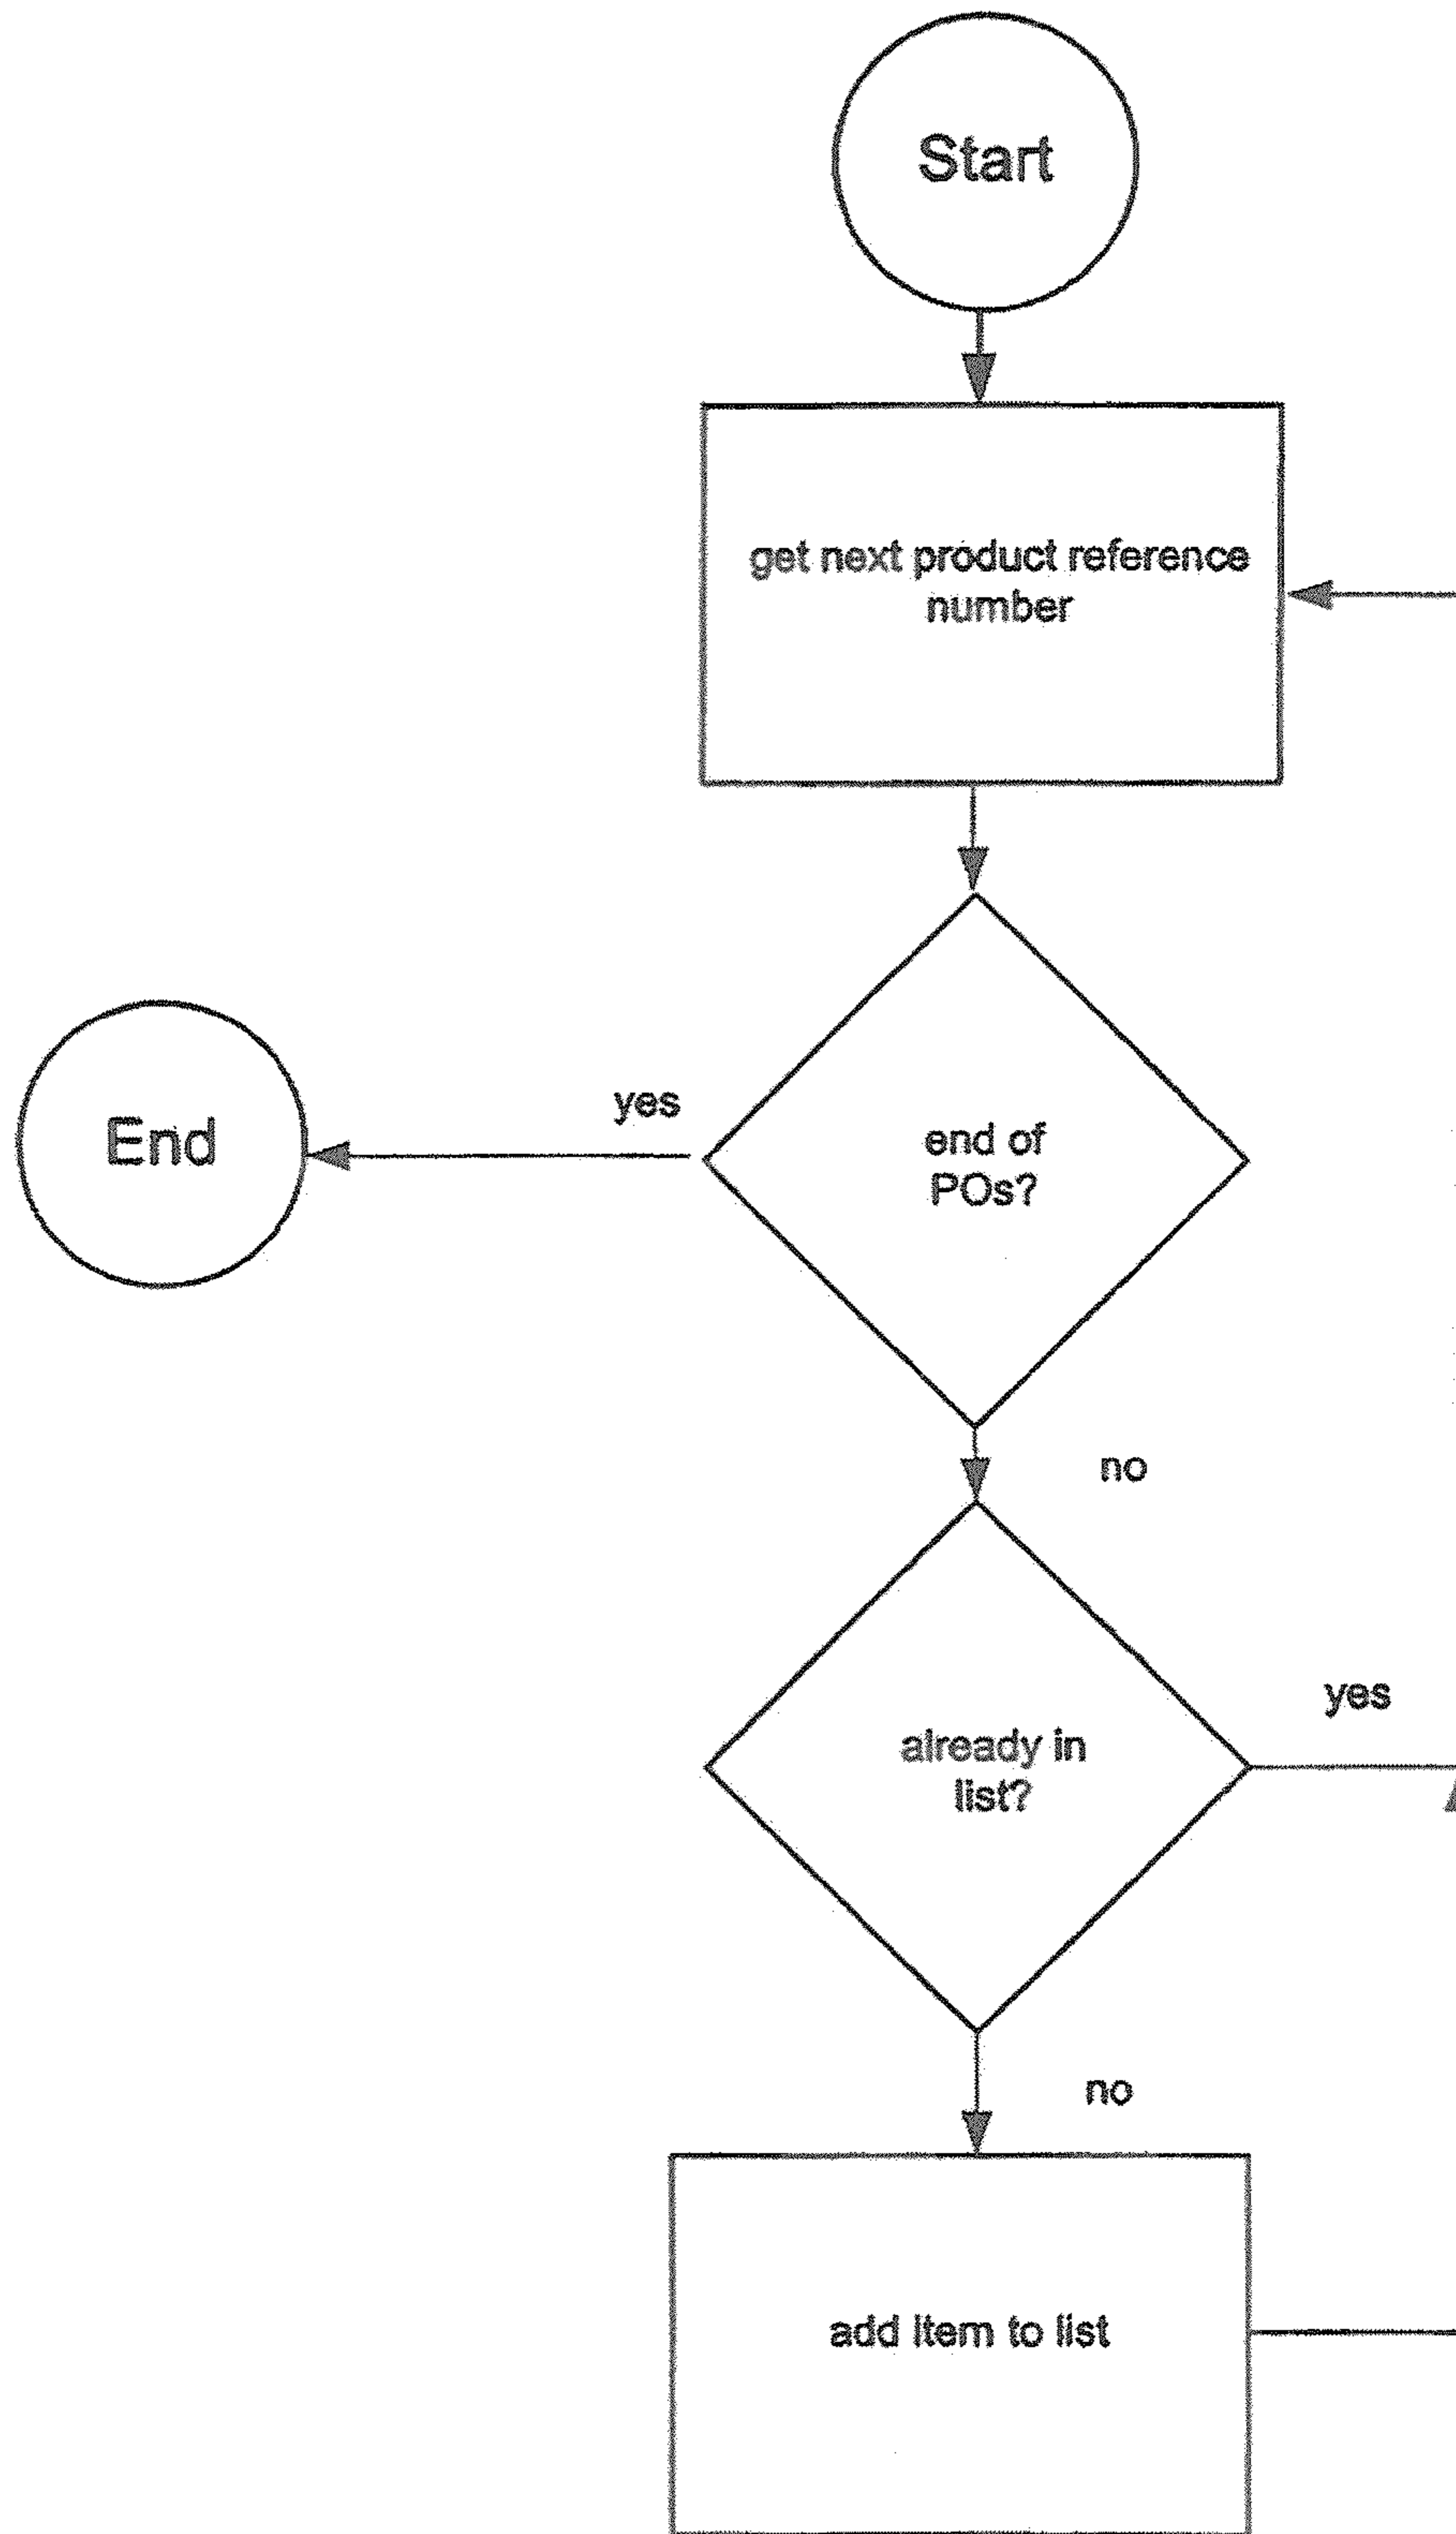 Start
get next product reference
number
End
yes
end of
POs?
no
yes
already in
list?
no
add item to list